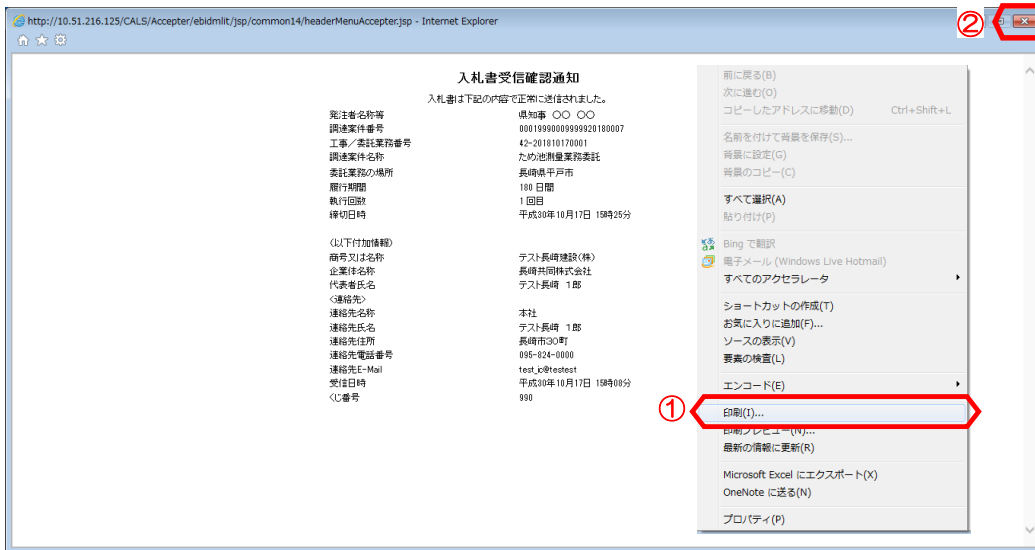 http://10.51.216.125/CALS/Accepter/ebidmlit/jsp/common14/headerMenuAccepter.jsp - Internet Explorer
②
入札書受信確認通知
入札書は下記の内容で正常に送信されました。
発注者名称等 県知事 〇〇 〇〇
調達案件番号 00019990009999920180007
工事／委託業務番号 42-201810170001
調達案件名称 ため池測量業務委託
委託業務の場所 長崎県平戸市
履行期間 180 日間
執行回数 1 回目
締切日時 平成30年10月17日 15時25分
(以下付加情報)
商号又は名称 テスト長崎建設(株)
企業体名称 長崎共同株式会社
代表者氏名 テスト長崎 1郎
<連絡先>
連絡先名称 本社
連絡先氏名 テスト長崎 1郎
連絡先住所 長崎市30町
連絡先電話番号 095-824-0000
連絡先E-Mail test_ic@testest
受信日時 平成30年10月17日 15時08分
くじ番号 990
前に戻る(B)
次に進む(O)
コピーしたアドレスに移動(D) Ctrl+Shift+L
名前を付けて背景を保存(S)...
背景に設定(G)
背景のコピー(C)
すべて選択(A)
貼り付け(P)
Bing で翻訳
電子メール (Windows Live Hotmail)
すべてのアクセラレータ
ショートカットの作成(T)
お気に入りに追加(F)...
ソースの表示(V)
要素の検査(L)
エンコード(E)
①
印刷(I)...
印刷プレビュー(N)...
最新の情報に更新(R)
Microsoft Excel にエクスポート(X)
OneNote に送る(N)
プロパティ(P)